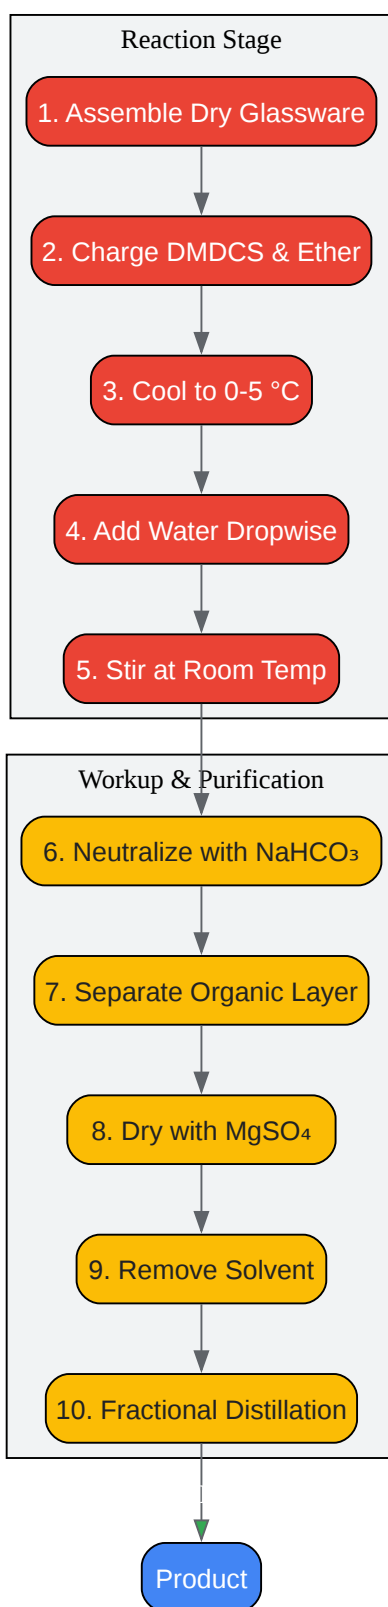 Reaction Stage
1. Assemble Dry Glassware
2. Charge DMDCS & Ether
3. Cool to 0-5 °C
4. Add Water Dropwise
5. Stir at Room Temp
Workup & Purification
6. Neutralize with NaHCO₃
7. Separate Organic Layer
8. Dry with MgSO₄
9. Remove Solvent
10. Fractional Distillation
Product